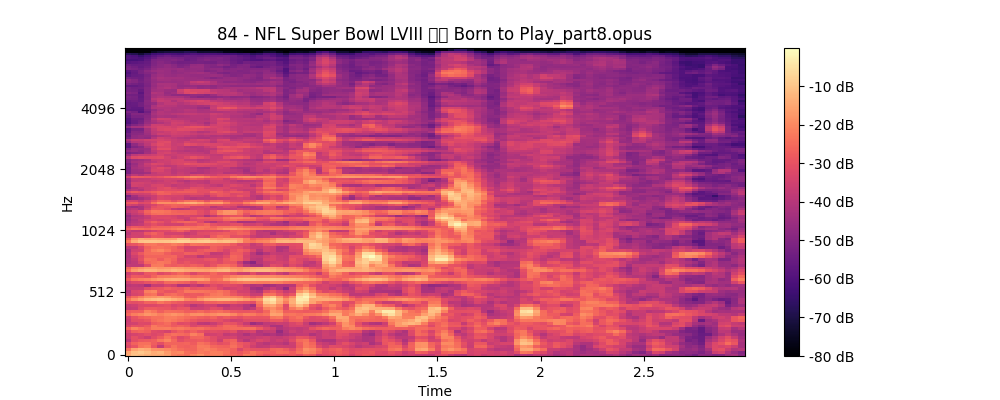 84 - NFL Super Bowl LVIII Born to Play_part8.opus
Hz
4096
2048
1024
512
0
0 0.5 1 1.5 2 2.5
Time
-10 dB
-20 dB
-30 dB
-40 dB
-50 dB
-60 dB
-70 dB
-80 dB